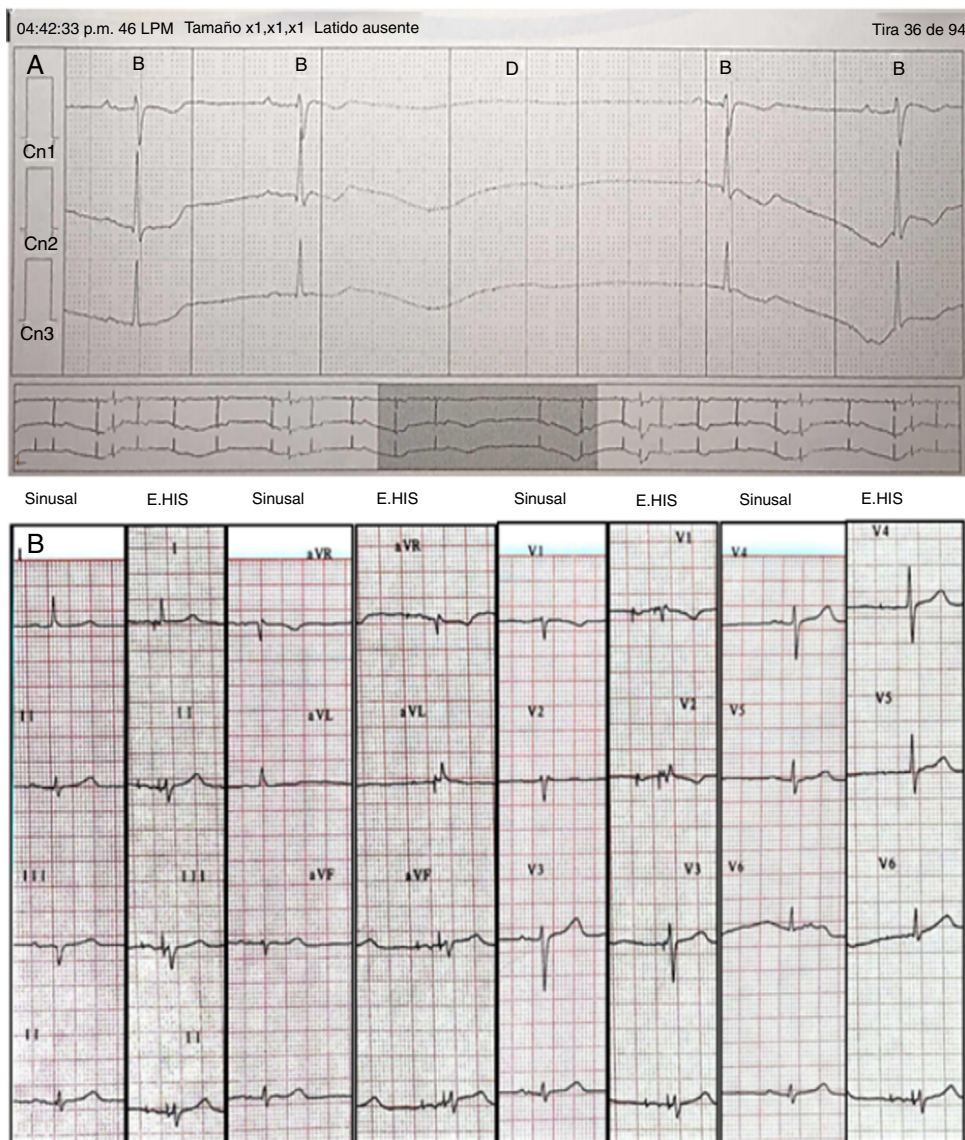 04:42:33 p.m. 46 LPM Tamaño x1,x1,x1 Latido ausente Tira 36 de 94
A B B D B B
Cn1
Cn2
Cn3
Sinusal E.HIS Sinusal E.HIS Sinusal E.HIS Sinusal E.HIS
B
I I aVR aVR V1 V1 V4 V4
II II aVL aVL V2 V2 V5 V5
III III aVF aVF V3 V3 V6 V6
II II